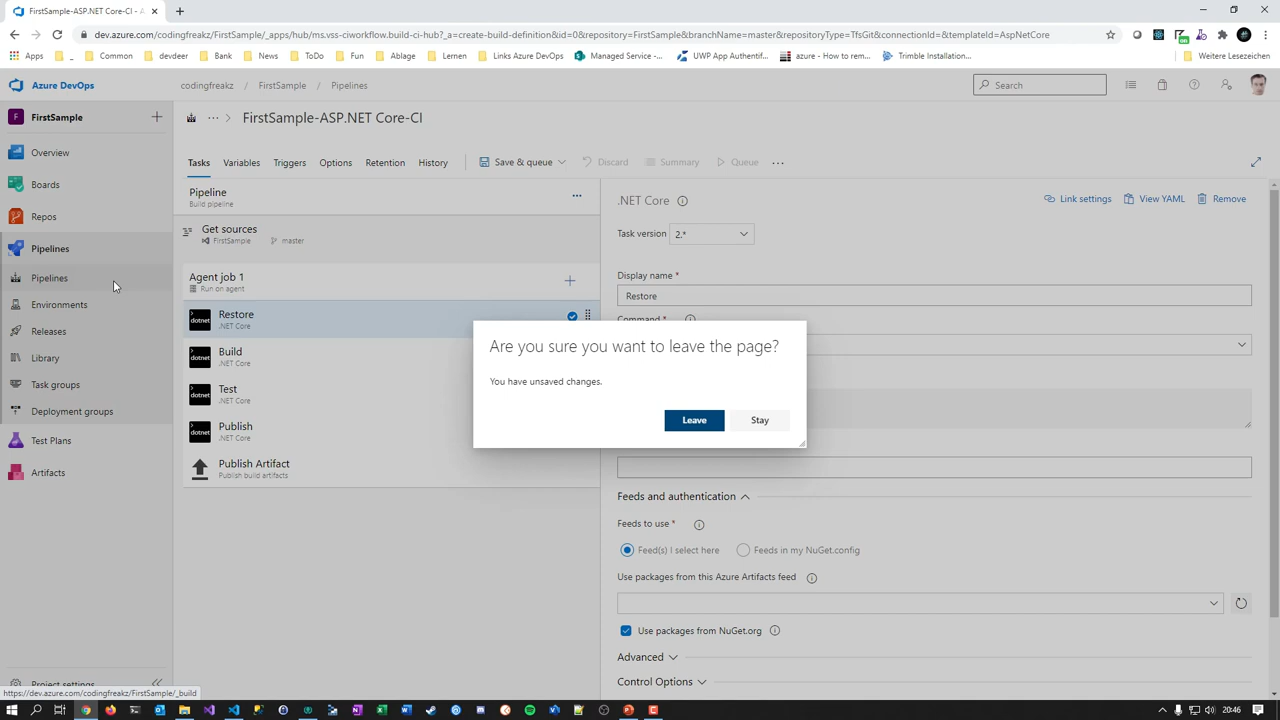 FirstSample-ASP.NET Core-CI - A
dev.azure.com/codingfreakz/FirstSample/_apps/hub/ms.vss-ciworkflow.build-ci-hub?_a=create-build-definition&id=0&repository=FirstSample&branchName=master&repositoryType=TfsGit&connectionId=&templateId=AspNetCore
Apps _ Common devdeer Bank News ToDo Fun Ablage Lernen Links Azure DevOps Managed Service -... UWP App Authentif... azure - How to rem... Trimble Installation... Weitere Lesezeichen
Azure DevOps codingfreakz / FirstSample / Pipelines Search
F FirstSample
FirstSample-ASP.NET Core-CI
Overview
Boards
Repos
Pipelines
Pipelines
Environments
Releases
Library
Task groups
Deployment groups
Test Plans
Artifacts
Project settings
https://dev.azure.com/codingfreakz/FirstSample/_build
Tasks Variables Triggers Options Retention History Save & queue Discard Summary Queue ...
Pipeline
Build pipeline
Get sources
FirstSample master
Agent job 1
Run on agent
Restore
dotnet .NET Core
Build
dotnet .NET Core
Test
dotnet .NET Core
Publish
dotnet .NET Core
Publish Artifact
Publish build artifacts
.NET Core
Link settings View YAML Remove
Task version 2.*
Display name *
Restore
Command *
Are you sure you want to leave the page?
You have unsaved changes.
Leave Stay
Feeds and authentication
Feeds to use *
Feed(s) I select here Feeds in my NuGet.config
Use packages from this Azure Artifacts feed
Use packages from NuGet.org
Advanced
Control Options
20:46